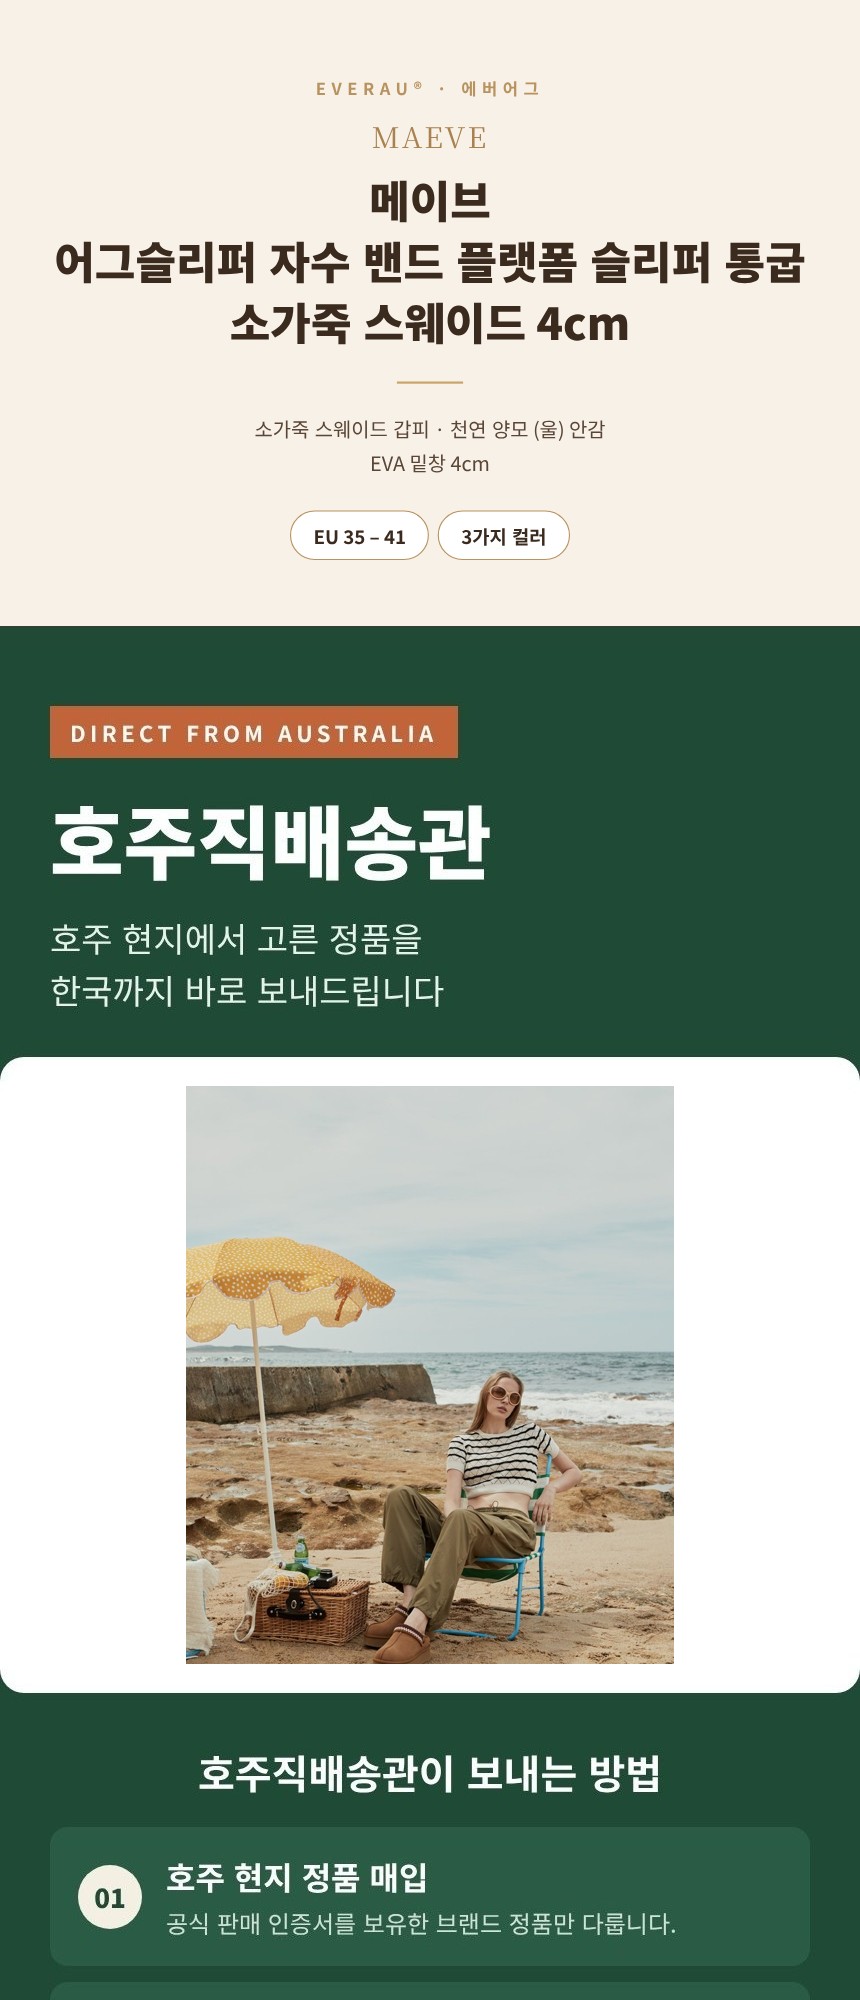 EVERAU® · 에버어그
MAEVE
메이브
어그슬리퍼 자수 밴드 플랫폼 슬리퍼 통굽
소가죽 스웨이드 4cm
소가죽 스웨이드 갑피 · 천연 양모 (울) 안감
EVA 밑창 4cm
EU 35 – 41
3가지 컬러
DIRECT FROM AUSTRALIA
호주직배송관
호주 현지에서 고른 정품을
한국까지 바로 보내드립니다
호주직배송관이 보내는 방법
01
호주 현지 정품 매입
공식 판매 인증서를 보유한 브랜드 정품만 다룹니다.